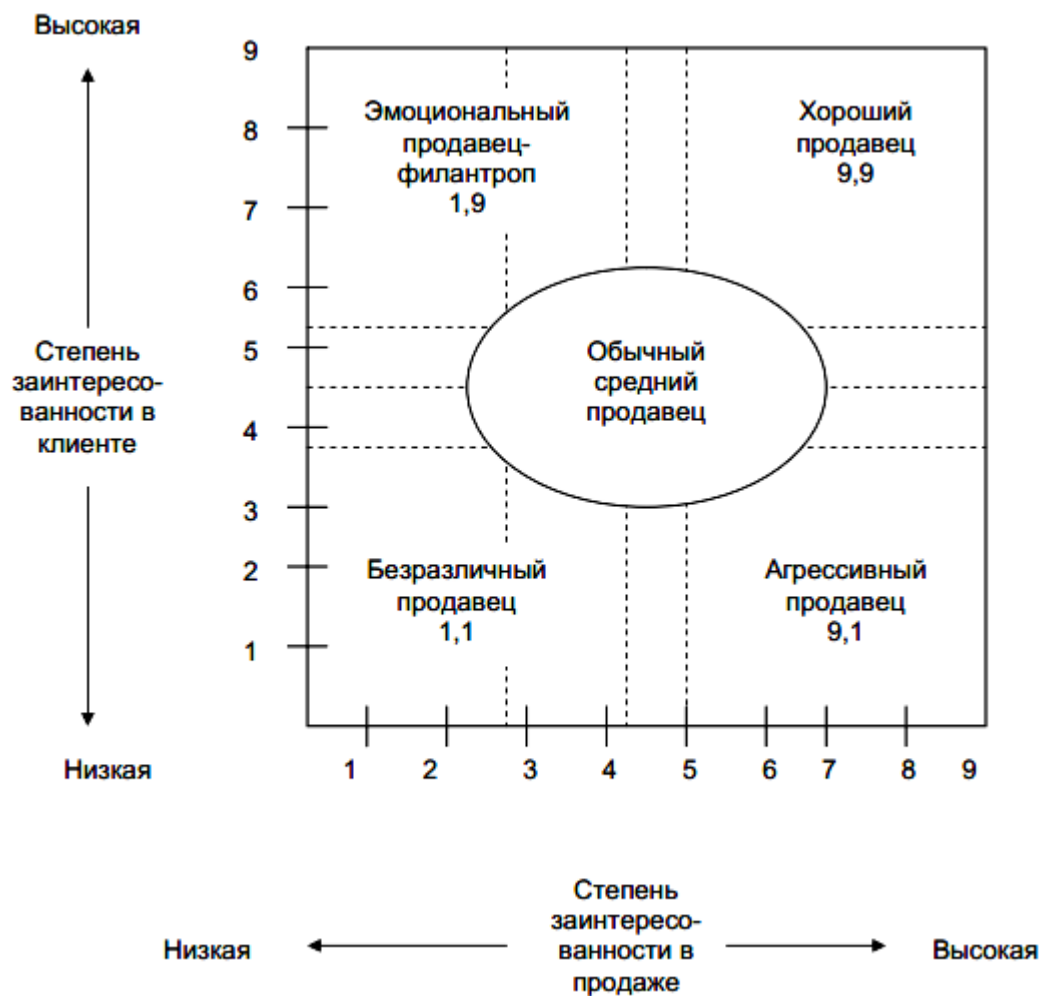 Высокая
9
Эмоциональный
продавец-
филантроп
1,9
Хороший
продавец
9,9
8
7
6
5
4
3
2
1
Степень
заинтересо-
ванности в
клиенте
Обычный
средний
продавец
Безразличный
продавец
1,1
Агрессивный
продавец
9,1
Низкая
1 2 3 4 5 6 7 8 9
Степень
заинтересо-
ванности в
продаже
Низкая
Высокая